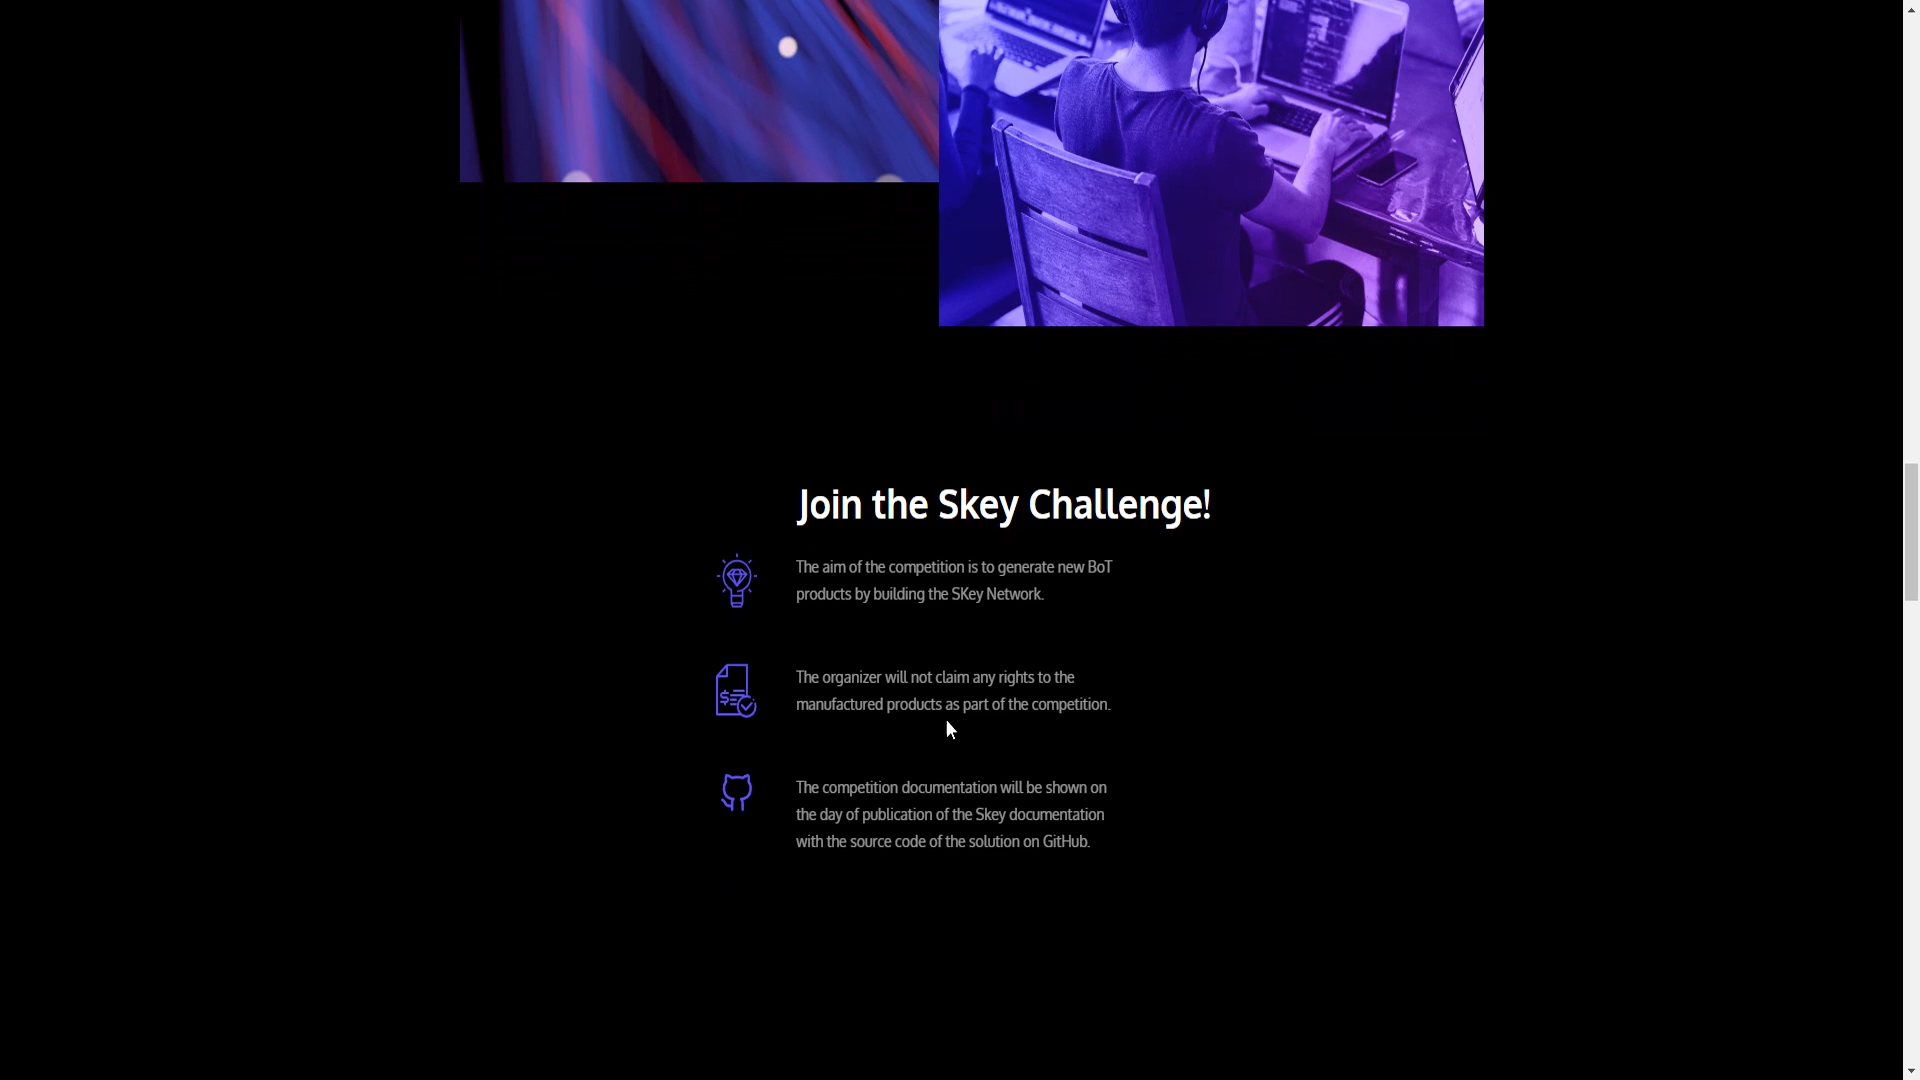 Join the Skey Challenge!
The aim of the competition is to generate new BoT
products by building the SKey Network.
The organizer will not claim any rights to the
manufactured products as part of the competition.
The competition documentation will be shown on
the day of publication of the Skey documentation
with the source code of the solution on GitHub.